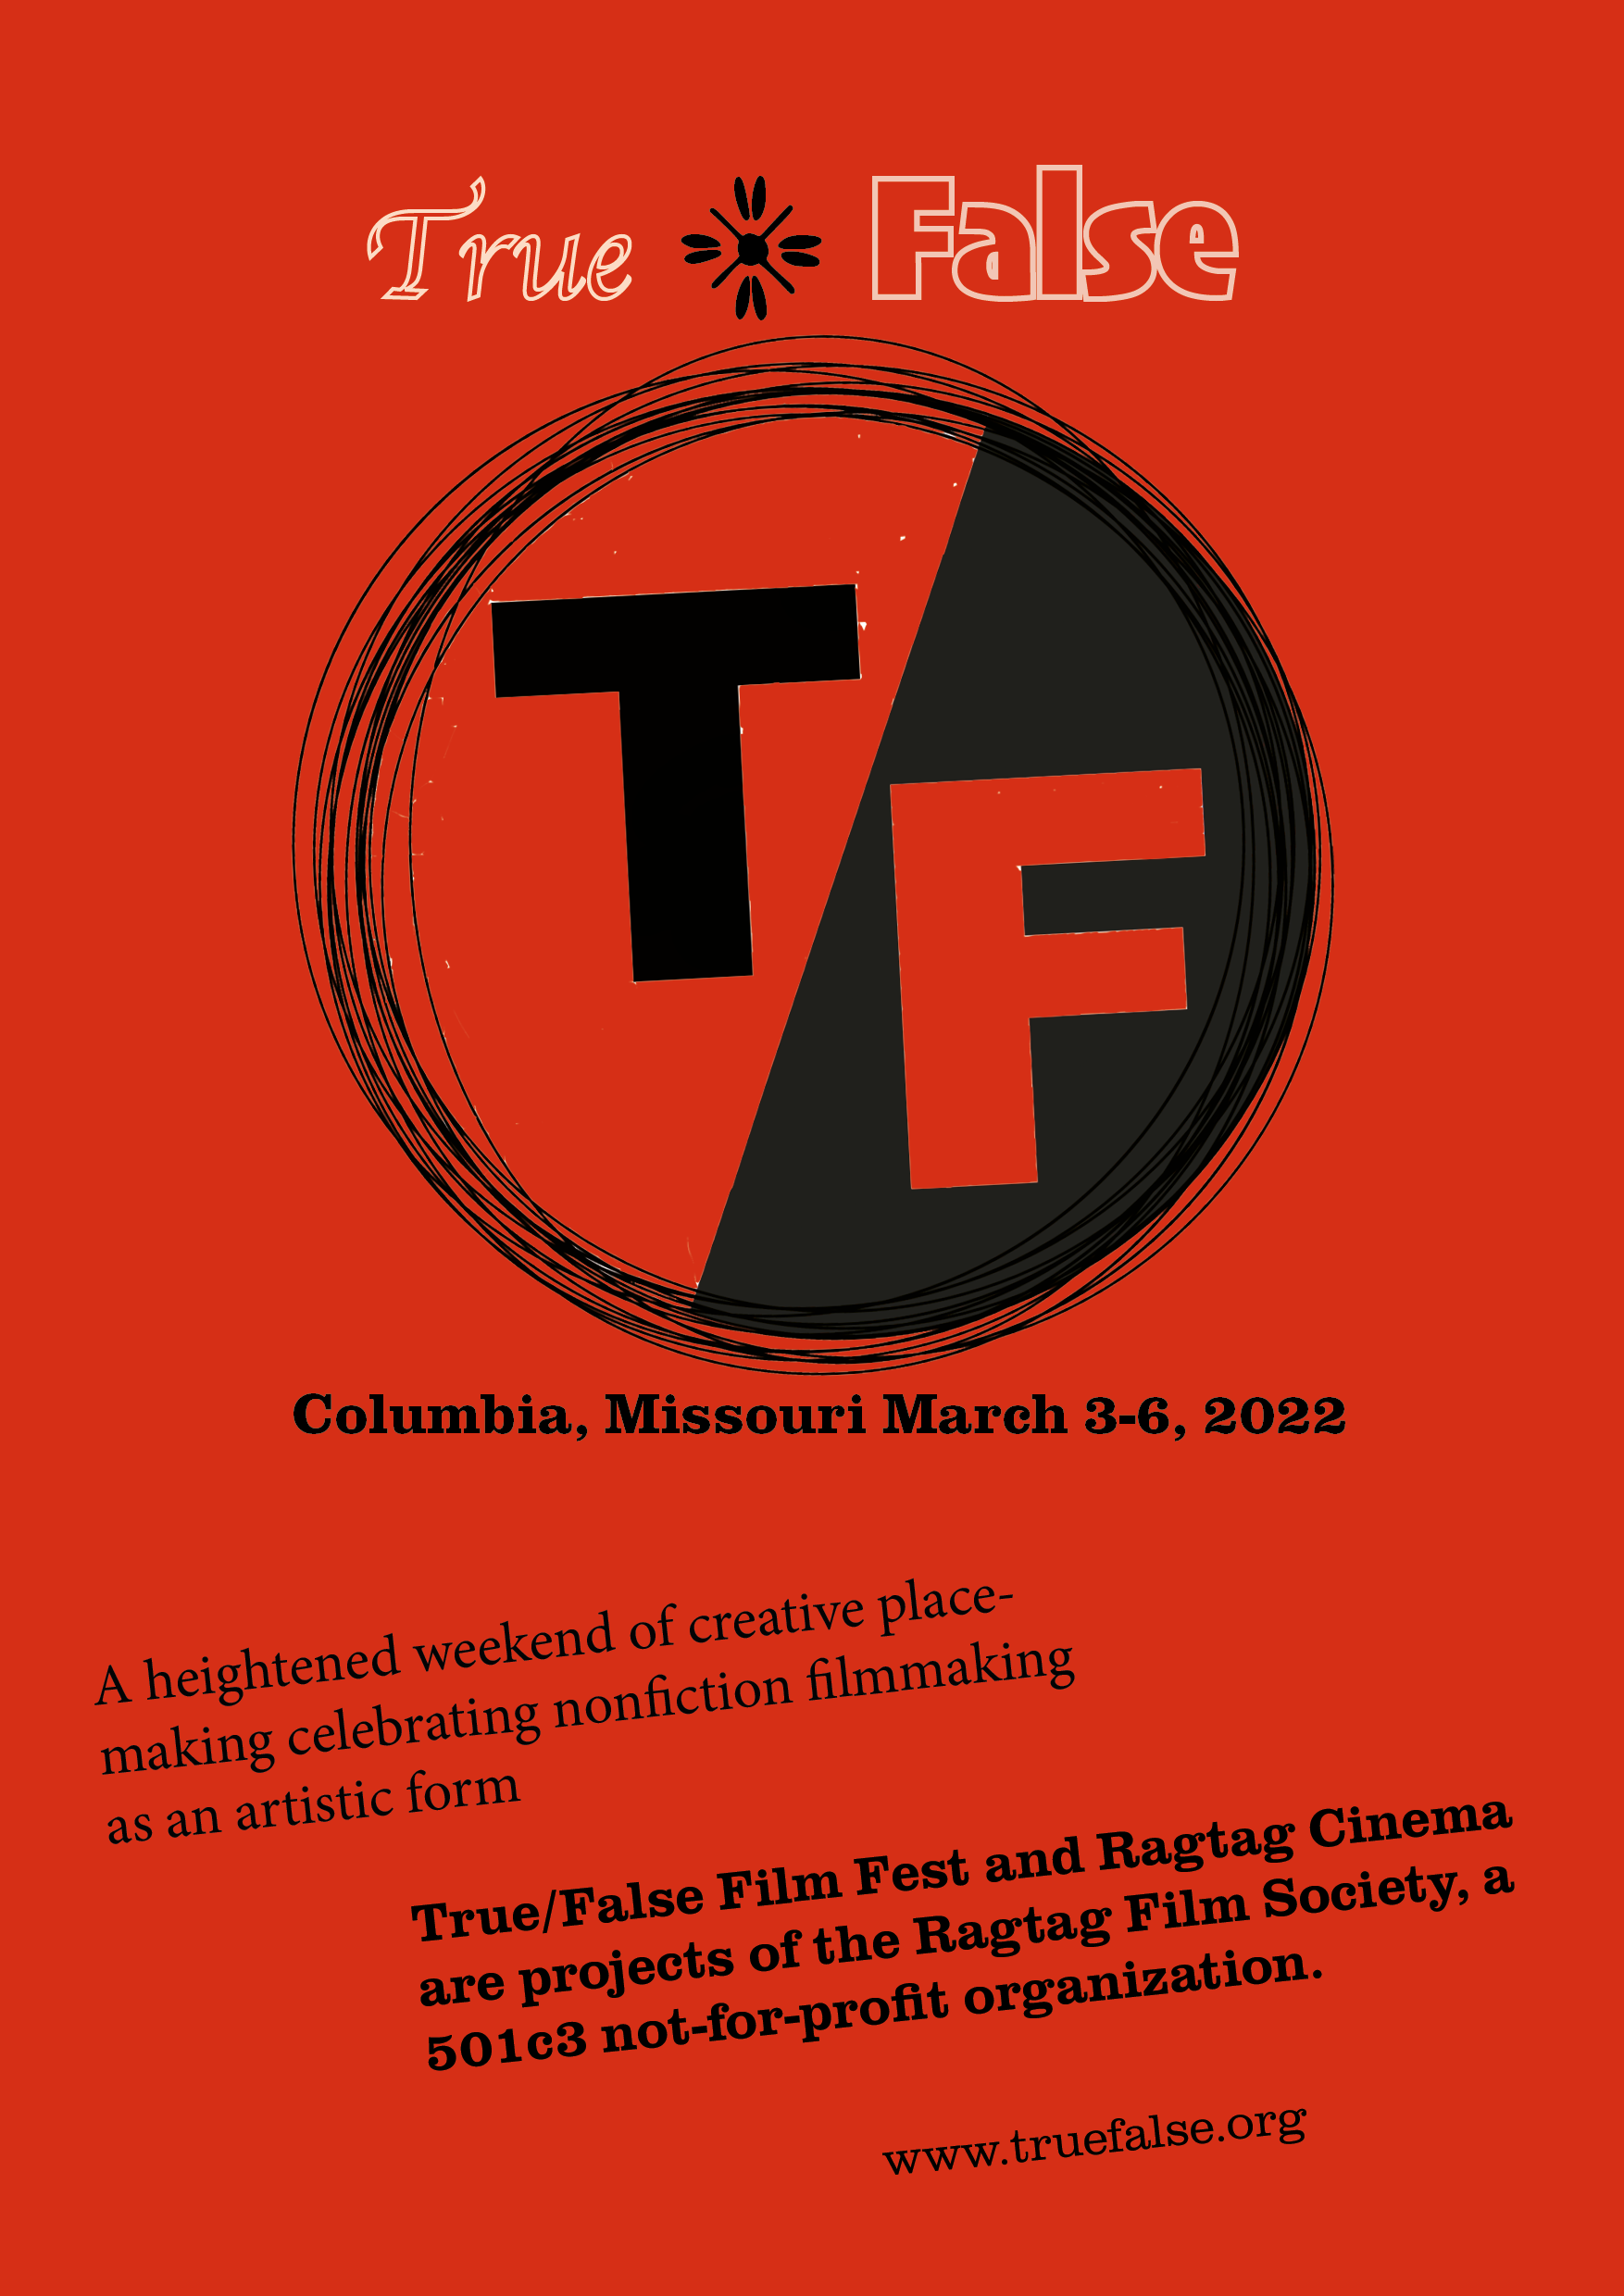 True False
T F
Columbia, Missouri March 3-6, 2022
A heightened weekend of creative place-
making celebrating nonfiction filmmaking
as an artistic form
True/False Film Fest and Ragtag Cinema
are projects of the Ragtag Film Society, a
501c3 not-for-profit organization.
www.truefalse.org